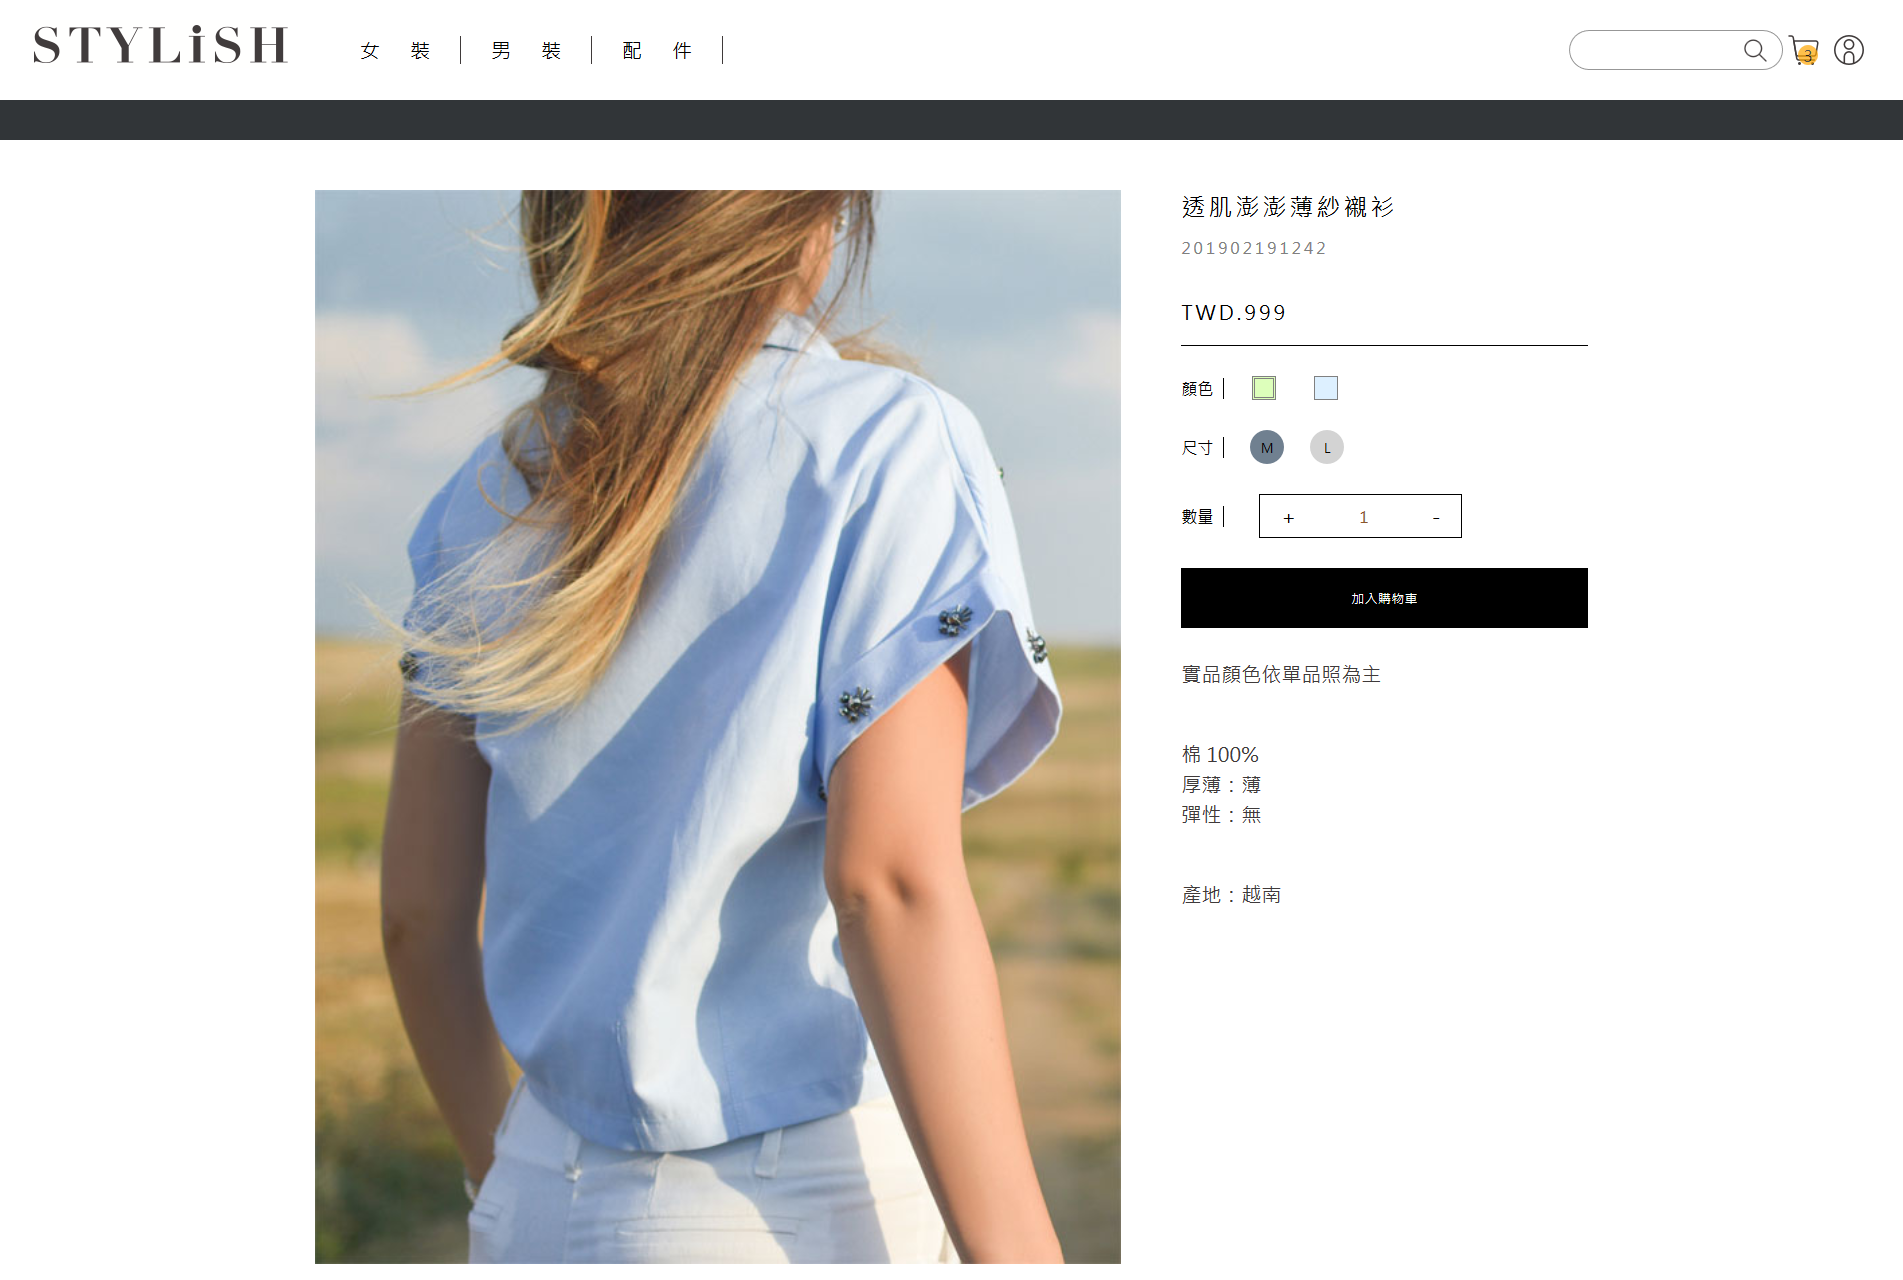 STYLiSH
女裝
男裝
配件
3
透肌澎澎薄紗襯衫
201902191242
TWD.999
顏色
尺寸 M L
數量 + 1 -
加入購物車
實品顏色依單品照為主
棉 100%
厚薄：薄
彈性：無
產地：越南